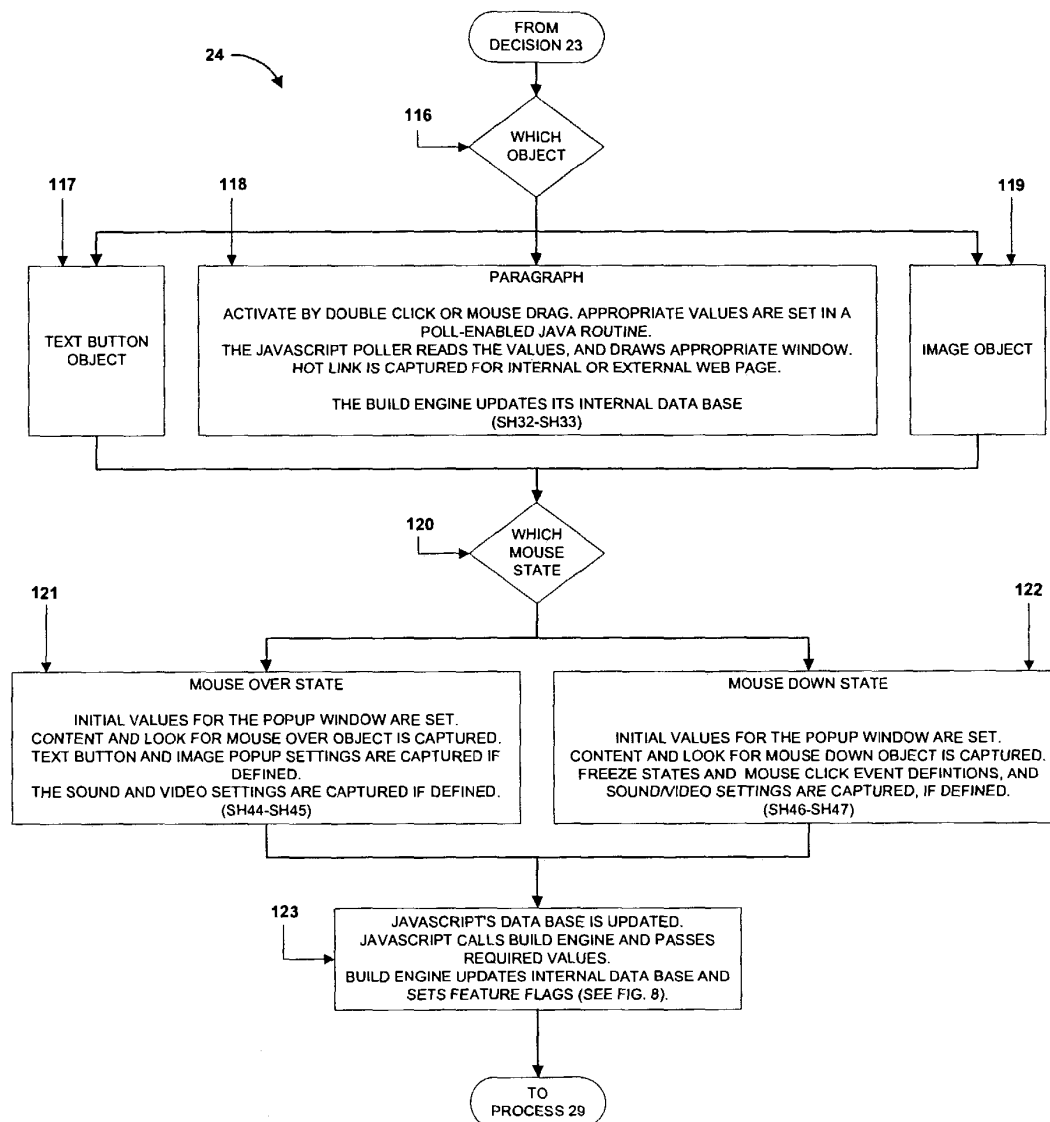 FROM
DECISION 23
24
116
WHICH
OBJECT
117
118
119
TEXT BUTTON
OBJECT
PARAGRAPH
ACTIVATE BY DOUBLE CLICK OR MOUSE DRAG. APPROPRIATE VALUES ARE SET IN A
POLL-ENABLED JAVA ROUTINE.
THE JAVASCRIPT POLLER READS THE VALUES, AND DRAWS APPROPRIATE WINDOW.
HOT LINK IS CAPTURED FOR INTERNAL OR EXTERNAL WEB PAGE.
THE BUILD ENGINE UPDATES ITS INTERNAL DATA BASE
(SH32-SH33)
IMAGE OBJECT
120
WHICH
MOUSE
STATE
121
122
MOUSE OVER STATE
INITIAL VALUES FOR THE POPUP WINDOW ARE SET.
CONTENT AND LOOK FOR MOUSE OVER OBJECT IS CAPTURED.
TEXT BUTTON AND IMAGE POPUP SETTINGS ARE CAPTURED IF
DEFINED.
THE SOUND AND VIDEO SETTINGS ARE CAPTURED IF DEFINED.
(SH44-SH45)
MOUSE DOWN STATE
INITIAL VALUES FOR THE POPUP WINDOW ARE SET.
CONTENT AND LOOK FOR MOUSE DOWN OBJECT IS CAPTURED.
FREEZE STATES AND MOUSE CLICK EVENT DEFINTIONS, AND
SOUND/VIDEO SETTINGS ARE CAPTURED, IF DEFINED.
(SH46-SH47)
123
JAVASCRIPT'S DATA BASE IS UPDATED.
JAVASCRIPT CALLS BUILD ENGINE AND PASSES
REQUIRED VALUES.
BUILD ENGINE UPDATES INTERNAL DATA BASE AND
SETS FEATURE FLAGS (SEE FIG. 8).
TO
PROCESS 29